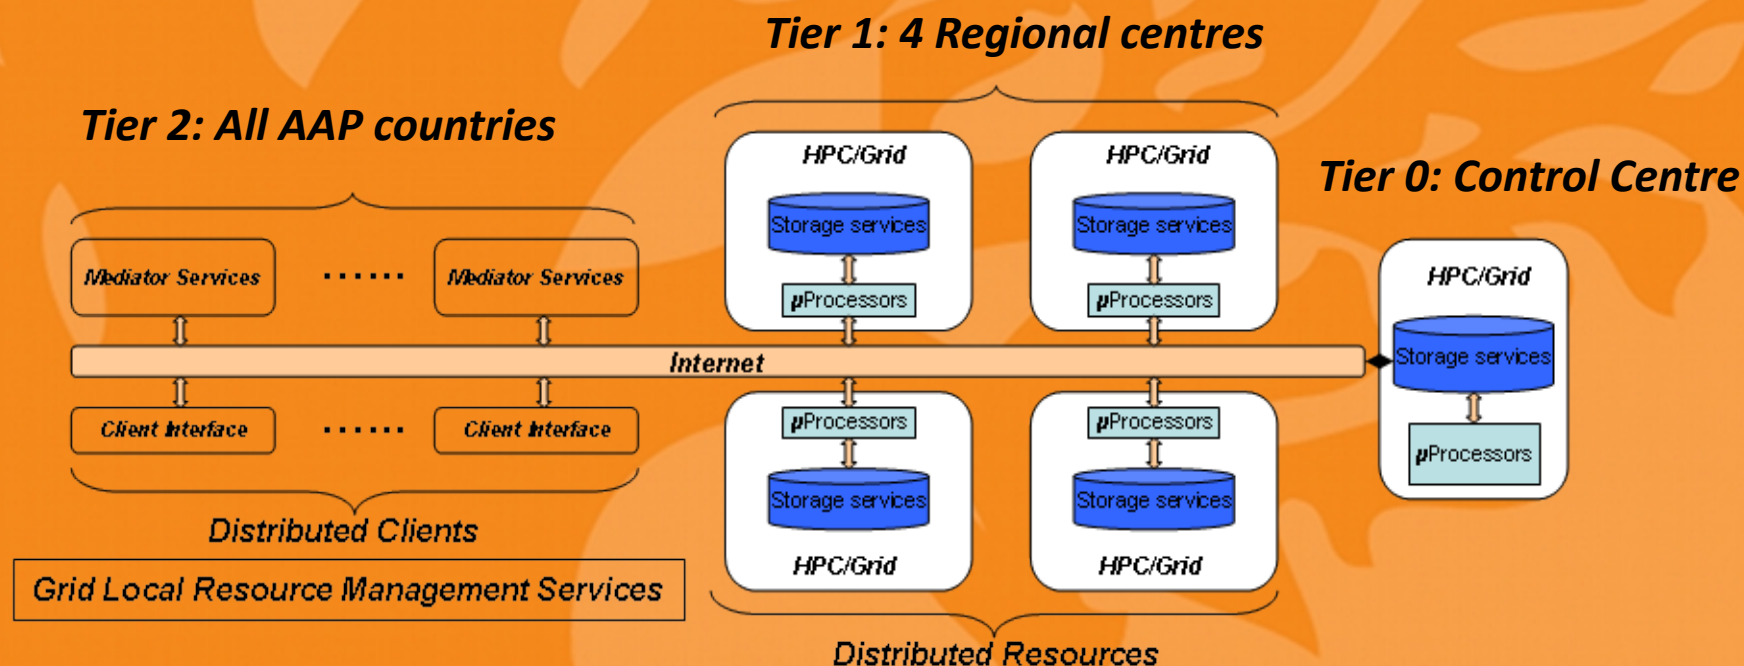 Tier 1: 4 Regional centres
Tier 2: All AAP countries
Tier 0: Control Centre
HPC/Grid
HPC/Grid
Storage services
Storage services
μProcessors
μProcessors
HPC/Grid
Storage services
μProcessors
Mediator Services
......
Mediator Services
Internet
Client Interface
......
Client Interface
μProcessors
μProcessors
Storage services
Storage services
HPC/Grid
HPC/Grid
Distributed Clients
Grid Local Resource Management Services
Distributed Resources